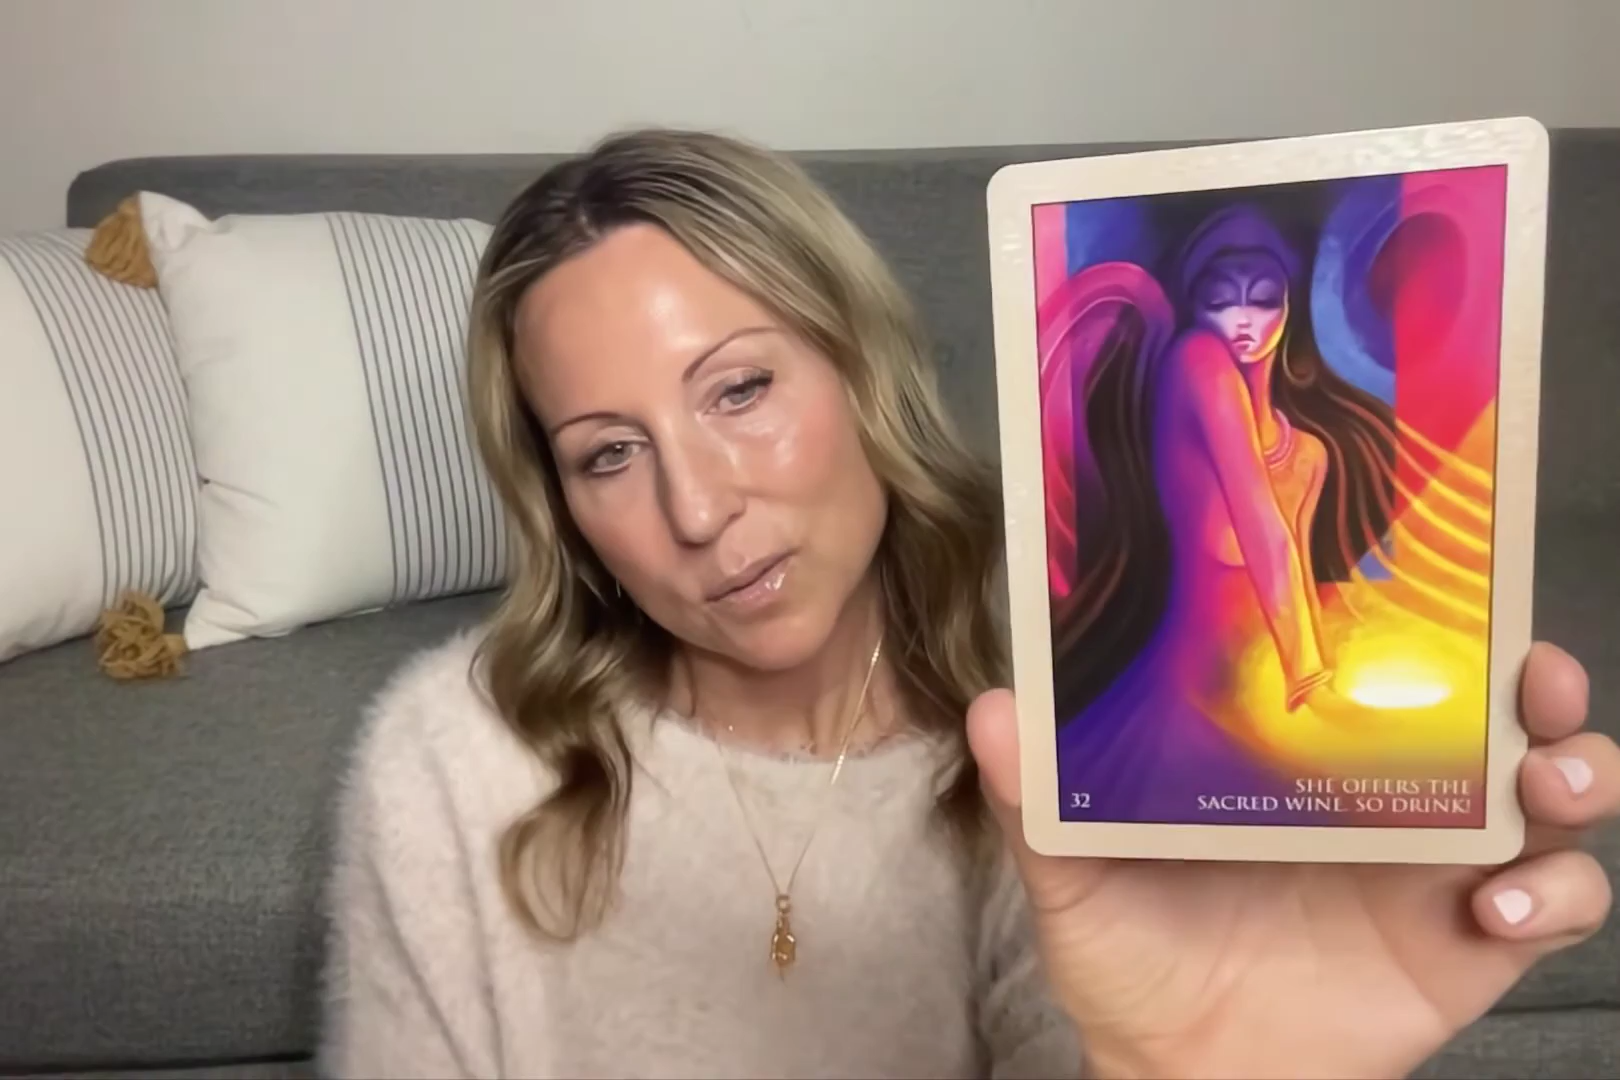 32
SHE OFFERS THE
SACRED WINE. SO DRINK!